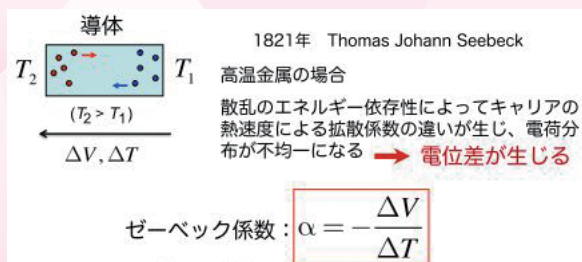 導体
T₂
T₁
(T₂ > T₁)
ΔV, ΔT
1821年 Thomas Johann Seebeck
高温金属の場合
散乱のエネルギー依存性によってキャリアの
熱速度による拡散係数の違いが生じ、電荷分
布が不均一になる ➡ 電位差が生じる
ゼーベック係数：α = −ΔV/ΔT